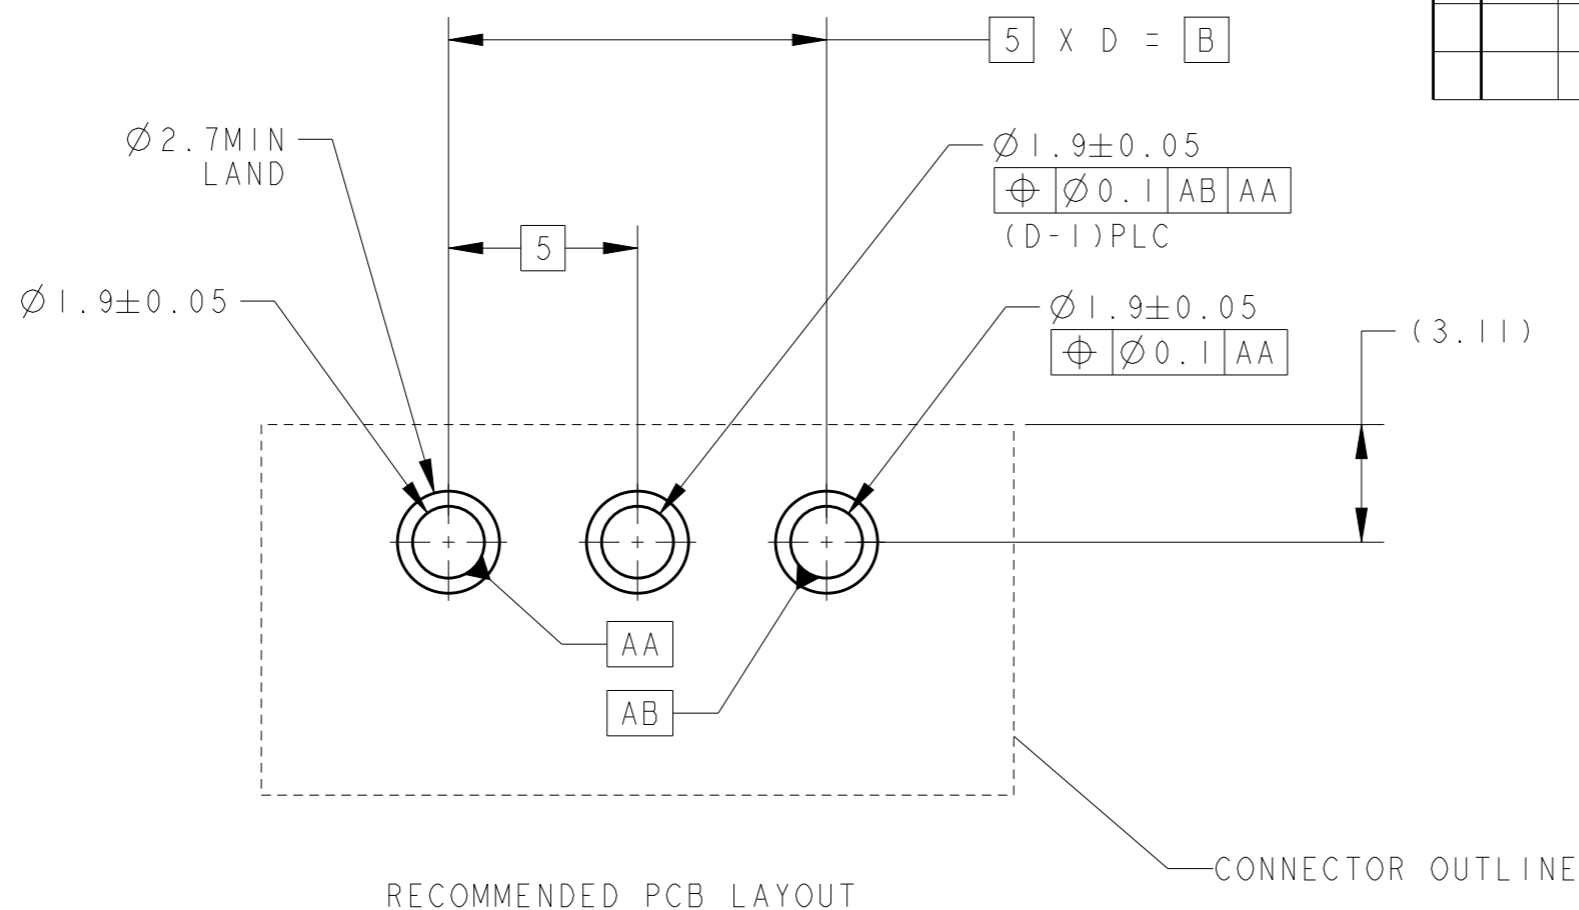 5 X D = B
Ø2.7MIN
LAND
Ø1.9±0.05
⌖ Ø0.1 AB AA
(D-1)PLC
5
Ø1.9±0.05
Ø1.9±0.05
⌖ Ø0.1 AA
(3.11)
AA
AB
CONNECTOR OUTLINE
RECOMMENDED PCB LAYOUT